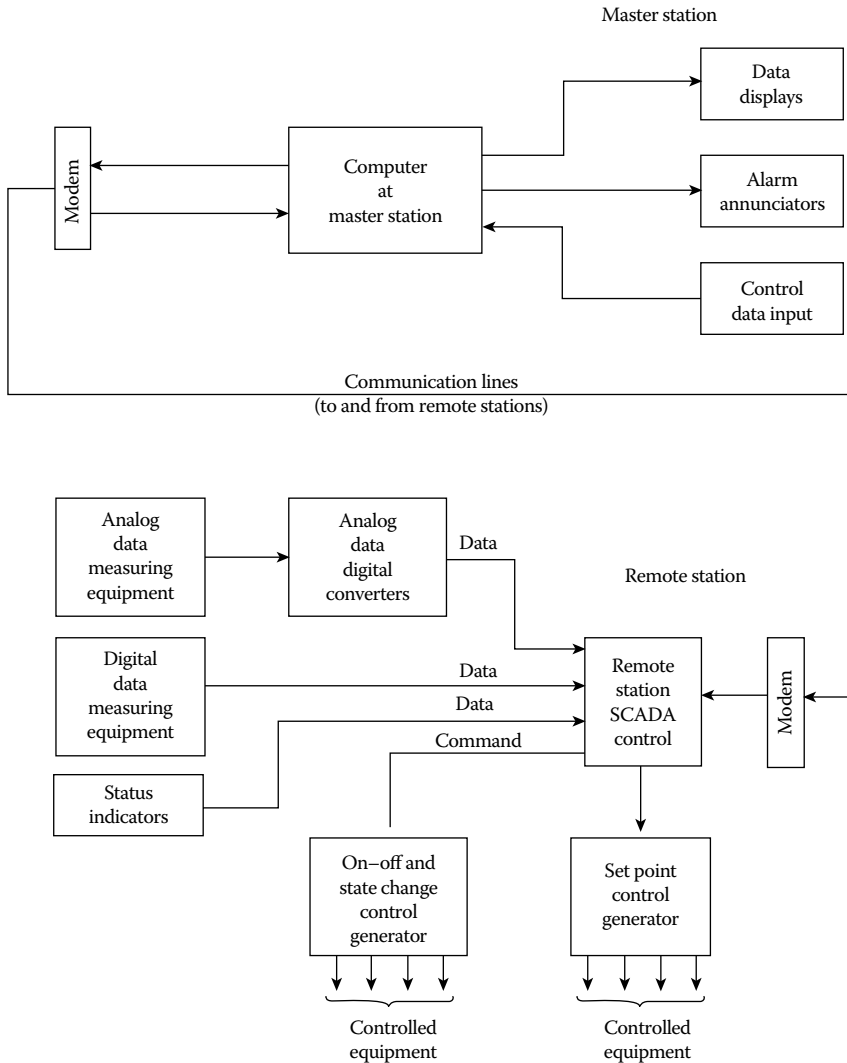 Master station
Data
displays
Modem
Computer
at
master station
Alarm
annunciators
Control
data input
Communication lines
(to and from remote stations)
Analog
data
measuring
equipment
Analog
data
digital
converters
Data
Remote station
Digital
data
measuring
equipment
Data
Data
Command
Remote
station
SCADA
control
Modem
Status
indicators
On–off and
state change
control
generator
Set point
control
generator
Controlled
equipment
Controlled
equipment